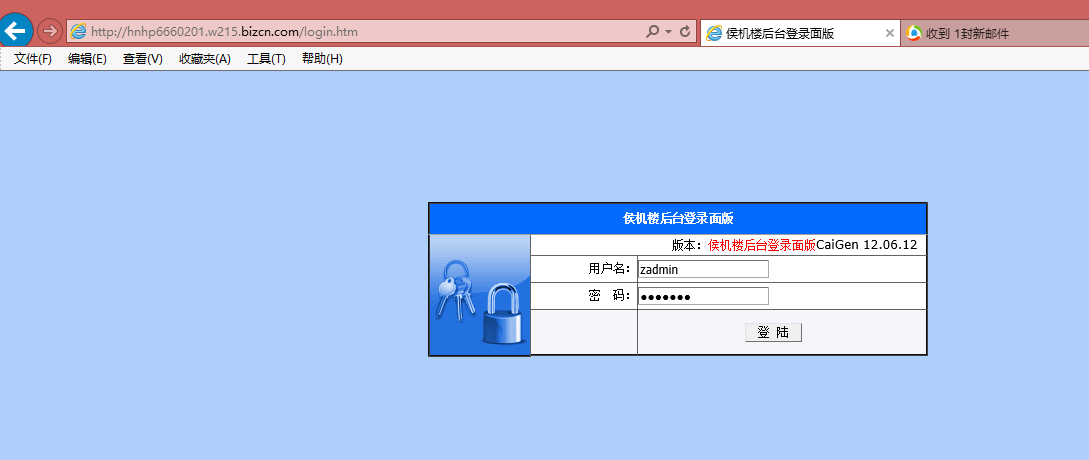 http://hnhp6660201.w215.bizcn.com/login.htm
侯机楼后台登录面版
收到 1封新邮件
文件(F) 编辑(E) 查看(V) 收藏夹(A) 工具(T) 帮助(H)
侯机楼后台登录面版
版本：侯机楼后台登录面版CaiGen 12.06.12
用户名： zadmin
密 码： •••••••
登 陆